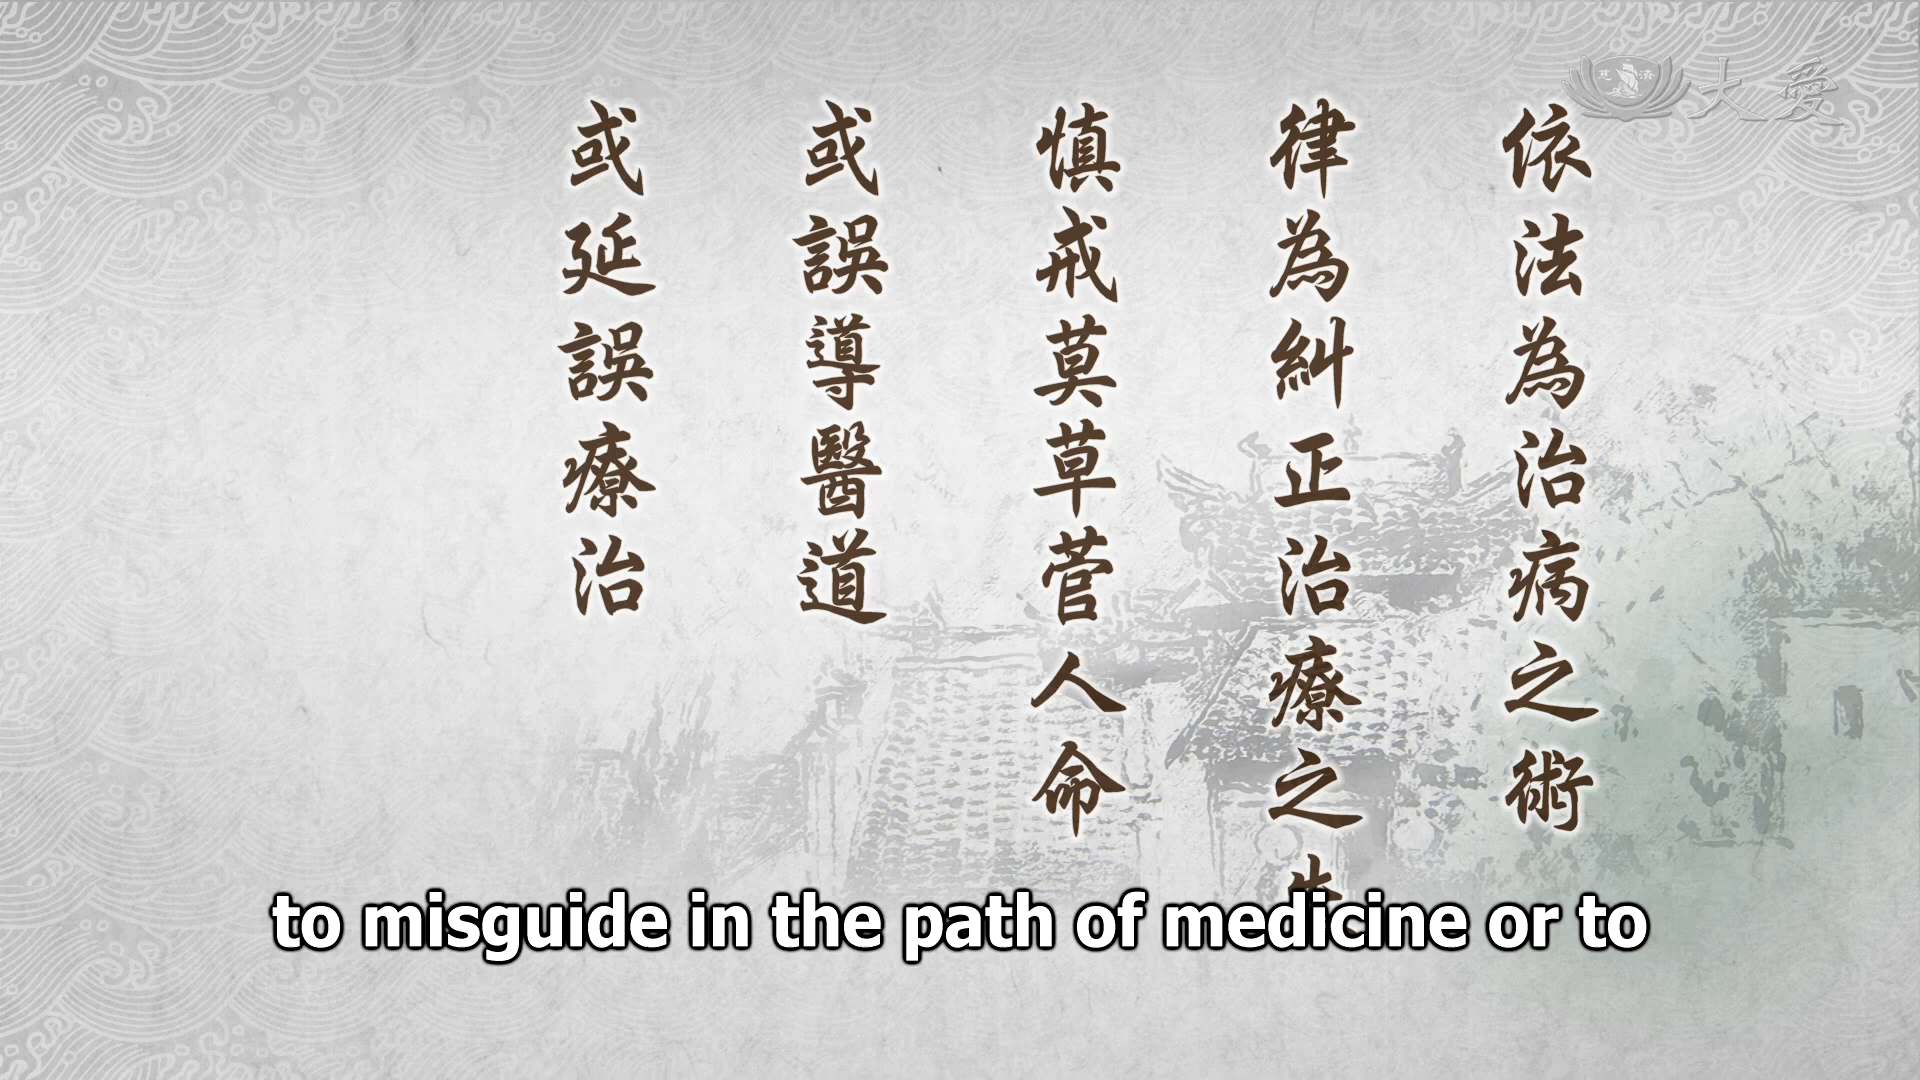 依法為治病之術
律為糾正治療之
慎戒莫草菅人命
或誤導醫道
或延誤療治
to misguide in the path of medicine or to
慈濟
大愛